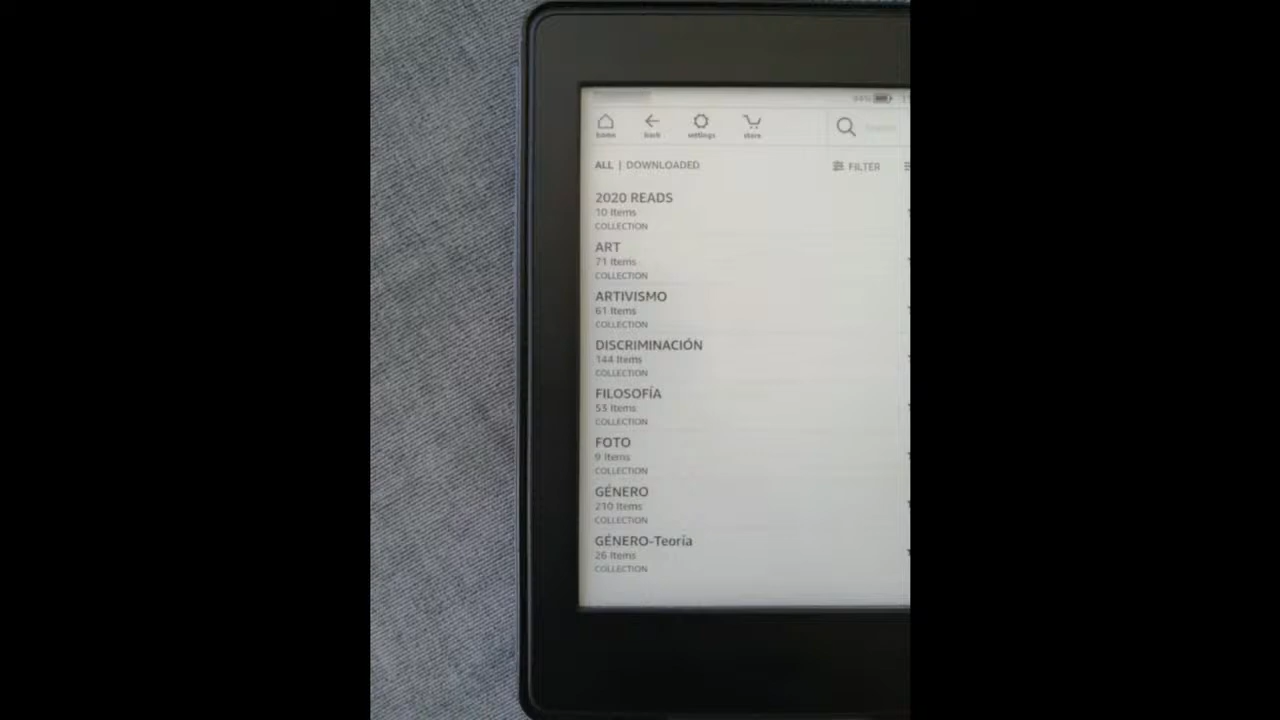 home back settings store
ALL | DOWNLOADED FILTER
2020 READS
10 Items
COLLECTION
ART
71 Items
COLLECTION
ARTIVISMO
61 Items
COLLECTION
DISCRIMINACIÓN
144 Items
COLLECTION
FILOSOFÍA
53 Items
COLLECTION
FOTO
9 Items
COLLECTION
GÉNERO
210 Items
COLLECTION
GÉNERO-Teoría
26 Items
COLLECTION